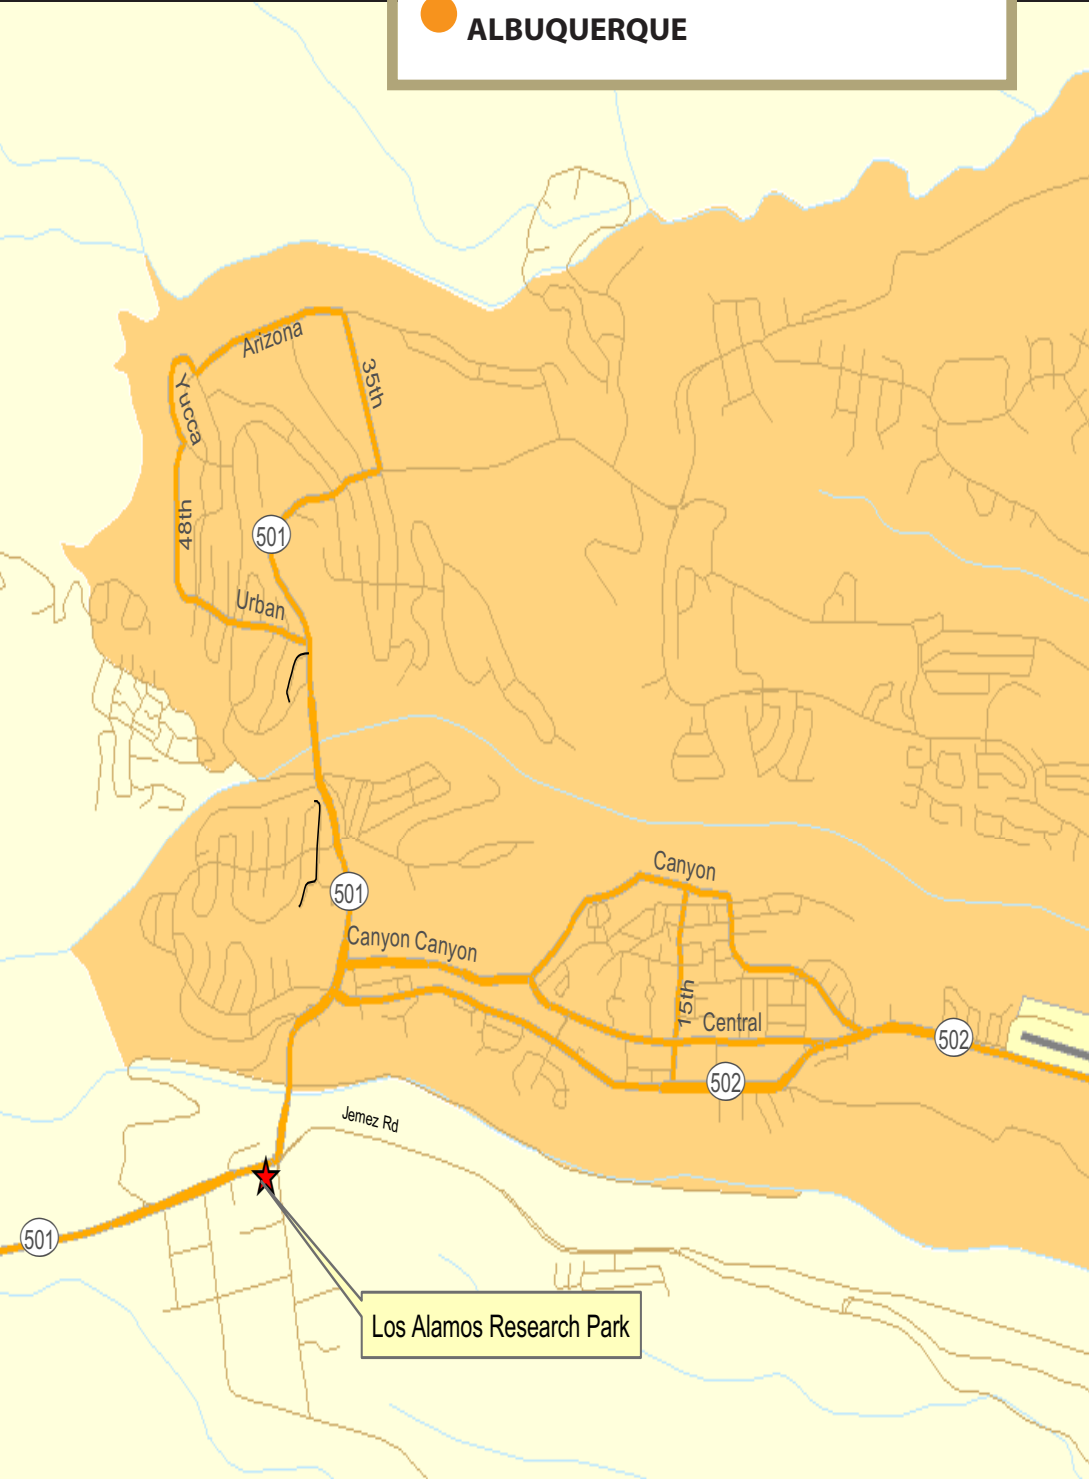 ALBUQUERQUE
Arizona
35th
Yucca
48th
501
Urban
Canyon
501
Canyon Canyon
15th
Central
502
502
Jemez Rd
501
Los Alamos Research Park